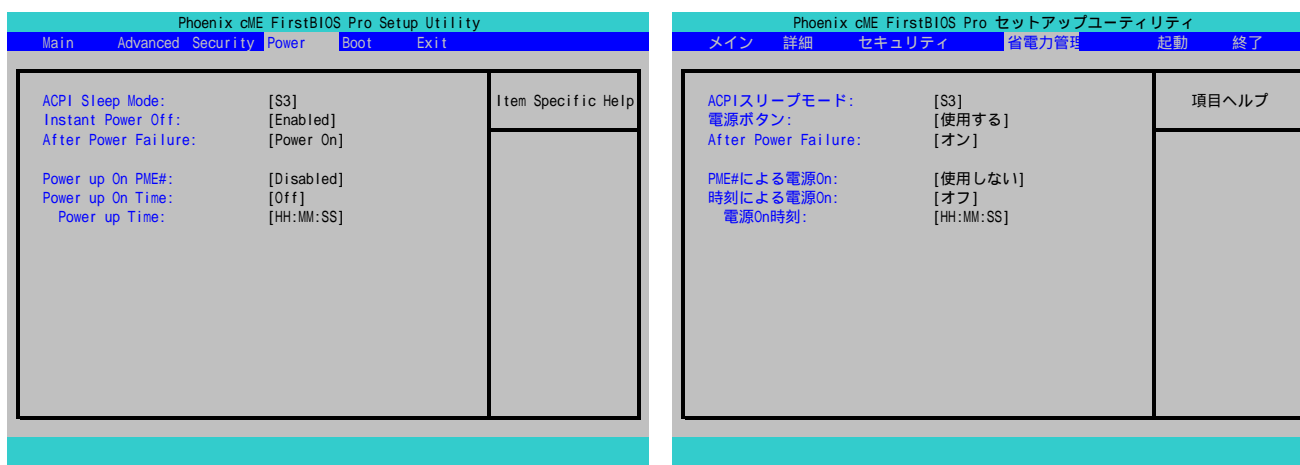 Phoenix cME FirstBIOS Pro Setup Utility
Main Advanced Security Power Boot Exit
ACPI Sleep Mode: [S3]
Instant Power Off: [Enabled]
After Power Failure: [Power On]
Power up On PME#: [Disabled]
Power up On Time: [Off]
Power up Time: [HH:MM:SS]
Item Specific Help
Phoenix cME FirstBIOS Pro セットアップユーティリティ
メイン 詳細 セキュリティ 省電力管理 起動 終了
ACPIスリープモード: [S3]
電源ボタン: [使用する]
After Power Failure: [オン]
PME#による電源On: [使用しない]
時刻による電源On: [オフ]
電源On時刻: [HH:MM:SS]
項目ヘルプ